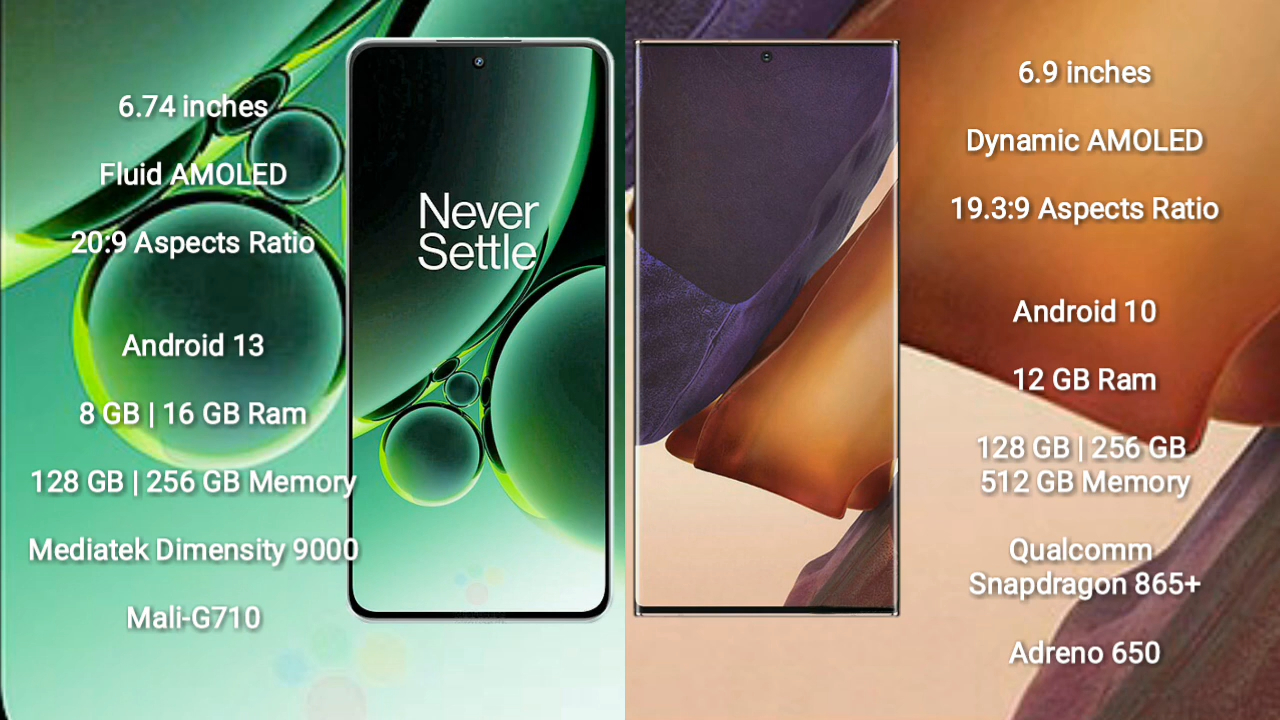 6.74 inches
Fluid AMOLED
20:9 Aspects Ratio
Android 13
8 GB | 16 GB Ram
128 GB | 256 GB Memory
Mediatek Dimensity 9000
Mali-G710
Never
Settle
6.9 inches
Dynamic AMOLED
19.3:9 Aspects Ratio
Android 10
12 GB Ram
128 GB | 256 GB
512 GB Memory
Qualcomm
Snapdragon 865+
Adreno 650